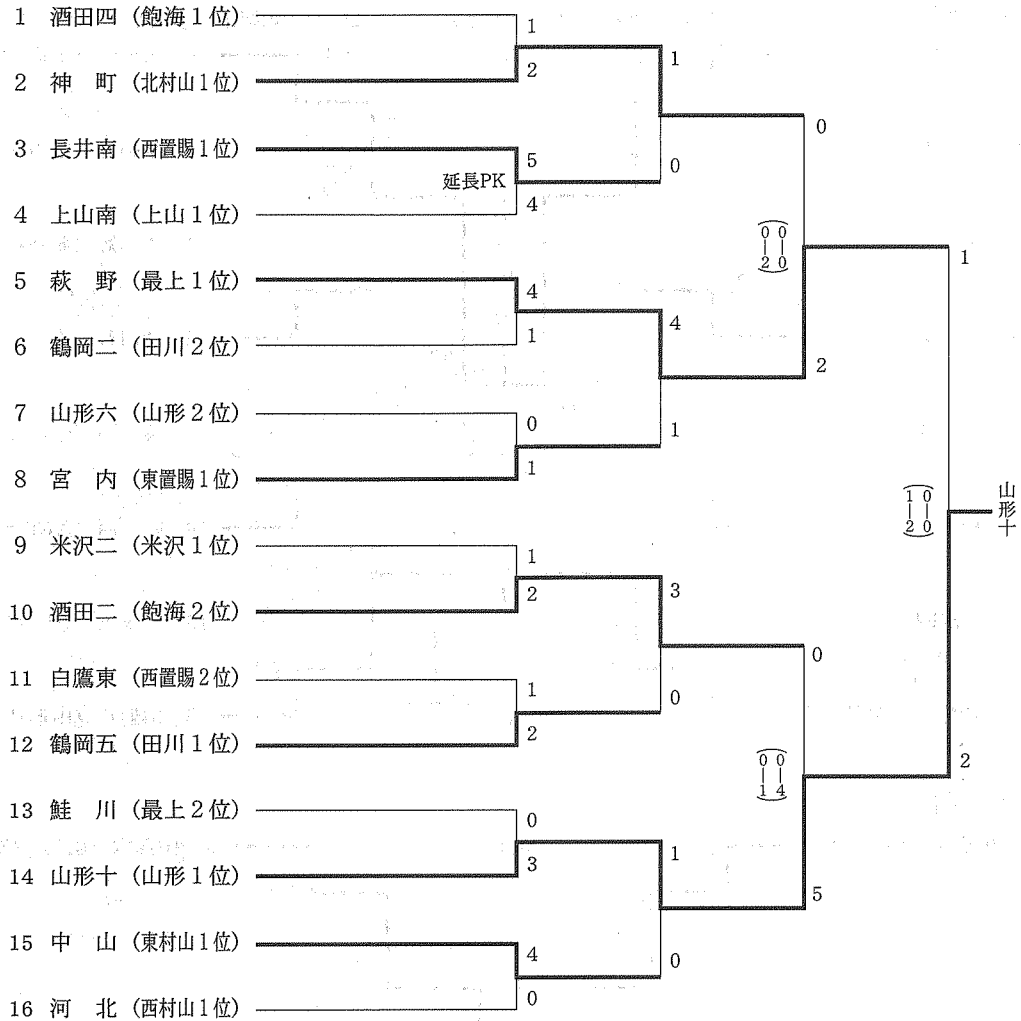 1 酒田四 (飽海1位)
2 神 町 (北村山1位)
3 長井南 (西置賜1位)
4 上山南 (上山1位)
5 萩 野 (最上1位)
6 鶴岡二 (田川2位)
7 山形六 (山形2位)
8 宮 内 (東置賜1位)
9 米沢二 (米沢1位)
10 酒田二 (飽海2位)
11 白鷹東 (西置賜2位)
12 鶴岡五 (田川1位)
13 鮭 川 (最上2位)
14 山形十 (山形1位)
15 中 山 (東村山1位)
16 河 北 (西村山1位)
1
2
5
延長PK
4
4
1
0
1
1
2
1
2
0
3
4
0
1
0
4
1
3
0
1
0
0
(0-2 0-0)
2
0
(0-1 0-4)
5
1
(1-2 0-0)
2
山形十